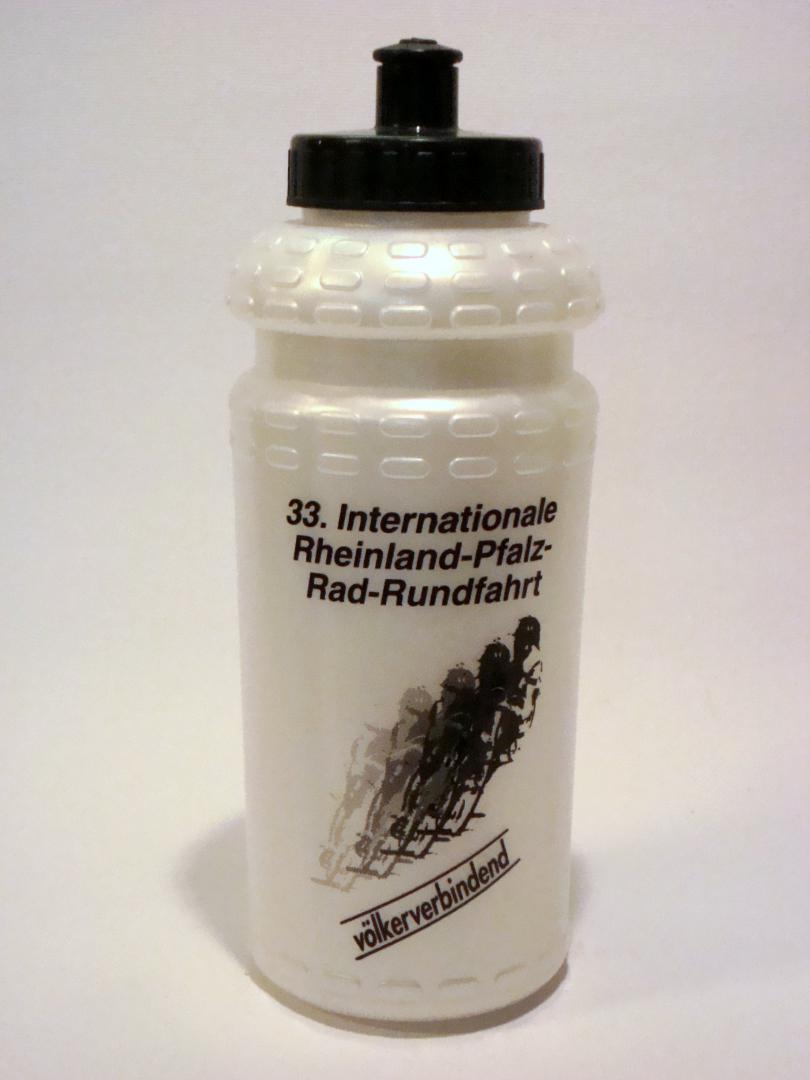 33. Internationale
Rheinland-Pfalz-
Rad-Rundfahrt
völkerverbindend